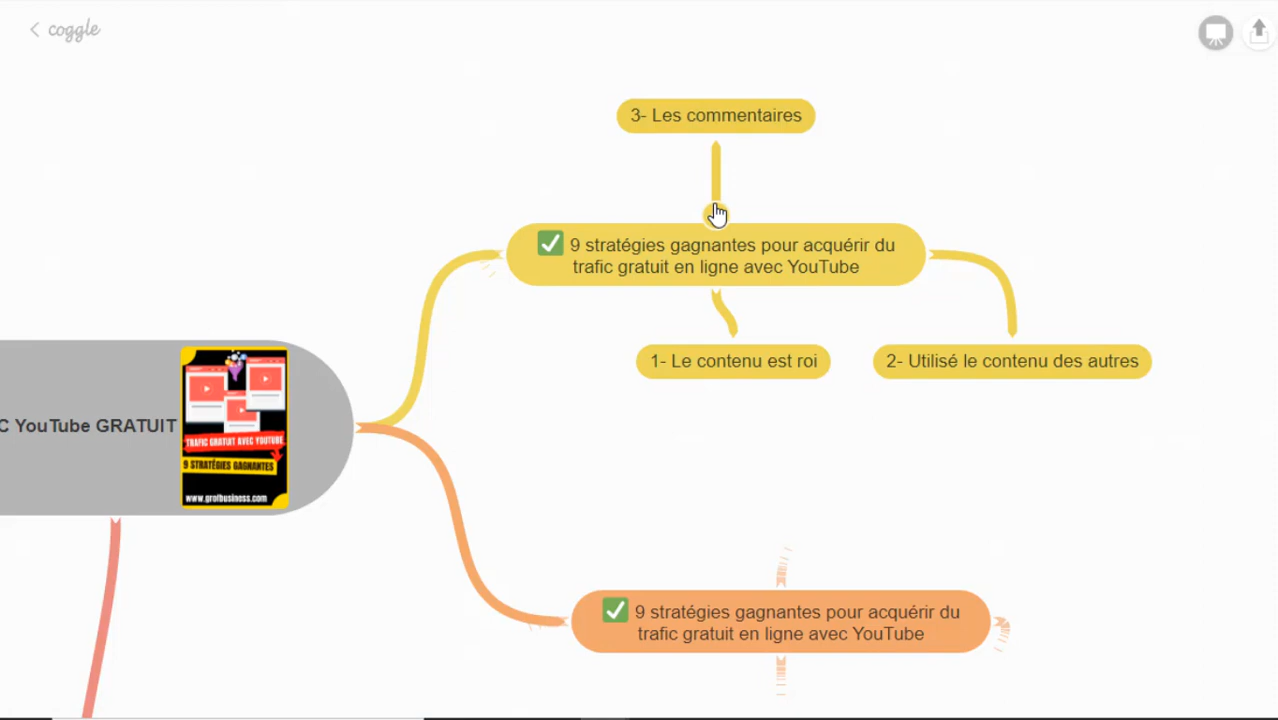 coggle
3- Les commentaires
9 stratégies gagnantes pour acquérir du
trafic gratuit en ligne avec YouTube
1- Le contenu est roi
2- Utilisé le contenu des autres
C YouTube GRATUIT
TRAFIC GRATUIT AVEC YOUTUBE
9 STRATÉGIES GAGNANTES
www.grofbusiness.com
9 stratégies gagnantes pour acquérir du
trafic gratuit en ligne avec YouTube